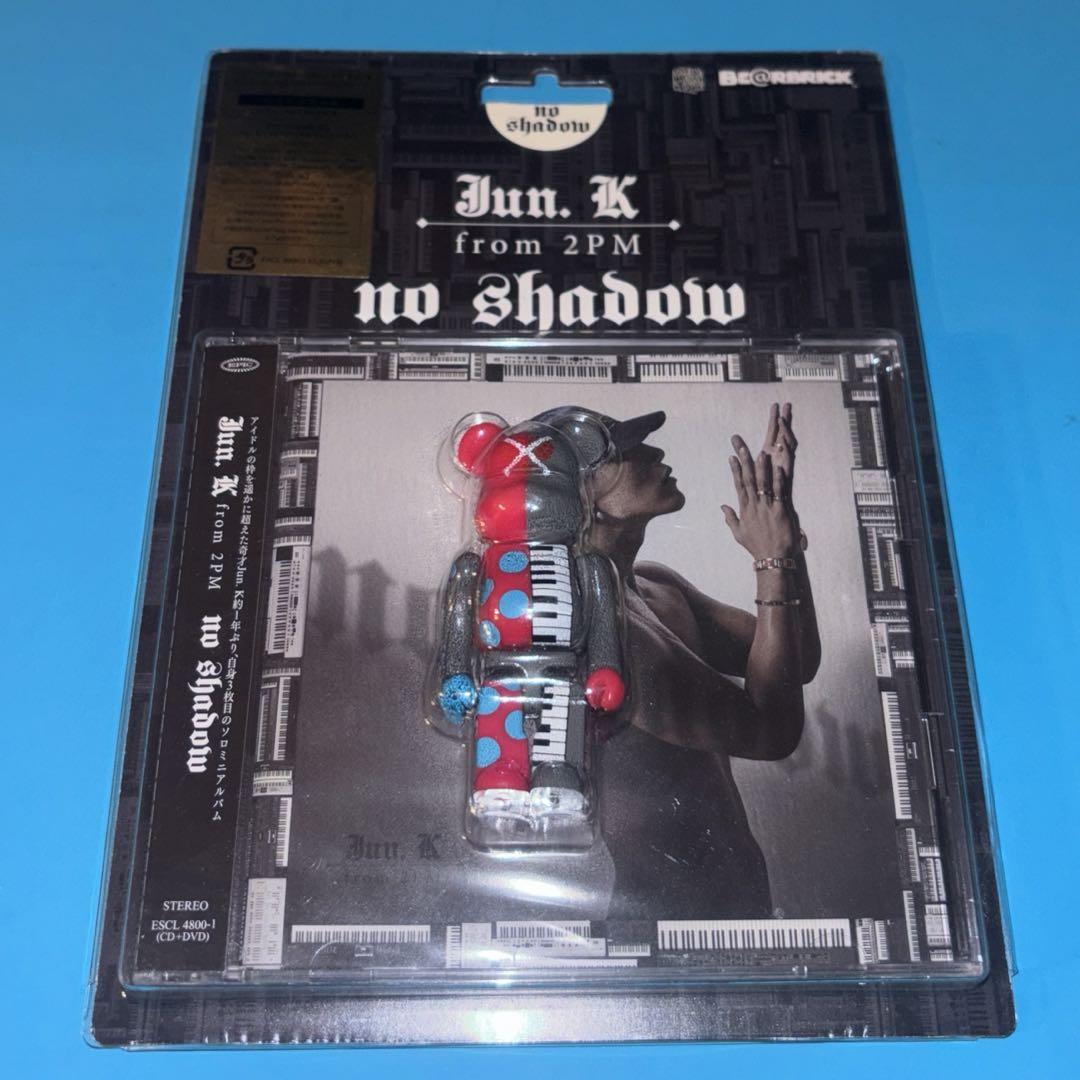 BE@RBRICK
no
shadow
Jun. K
from 2PM
no shadow
EPIC
アイドルの枠を遥かに超えた奇才Jun. K約1年ぶり、自身3枚目のソロミニアルバム
Jun. K from 2PM no shadow
STEREO
ESCL 4800-1
(CD+DVD)
Jun. K
from 2PM